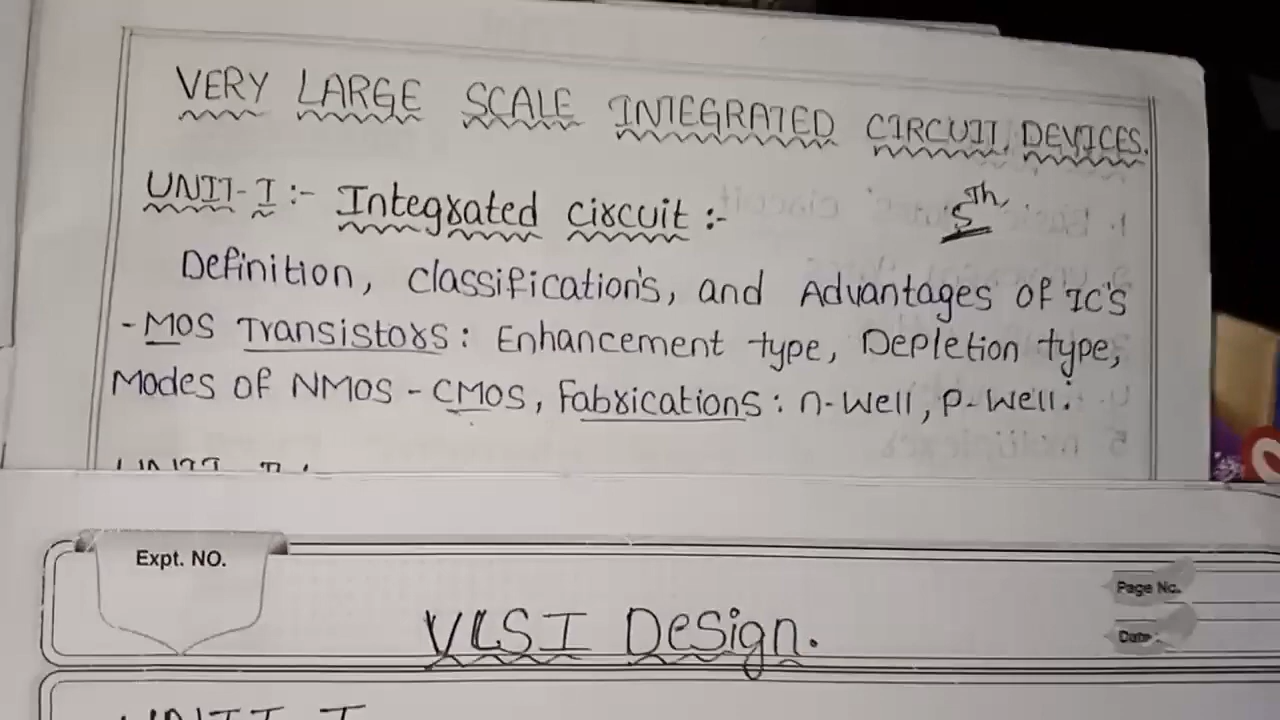 VERY LARGE SCALE INTEGRATED CIRCUIT DEVICES.
UNIT-I :- Integrated circuit :-
5Th
Definition, classification's, and Advantages of IC'S
-MOS Transistors: Enhancement type, Depletion type,
Modes of NMOS - CMOS, Fabrications: n-well, p-well.
Expt. NO.
Page No.
Date:
VLSI Design.